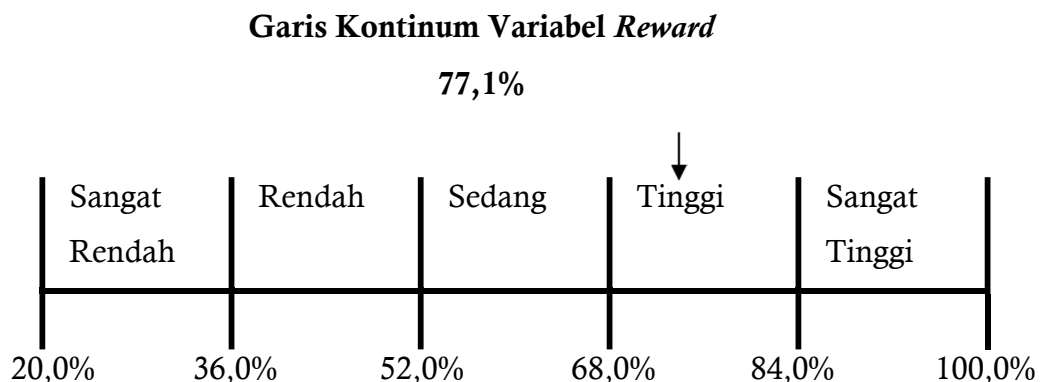 Garis Kontinum Variabel Reward
77,1%
Sangat Rendah Sedang Tinggi Sangat
Rendah Tinggi
20,0% 36,0% 52,0% 68,0% 84,0% 100,0%